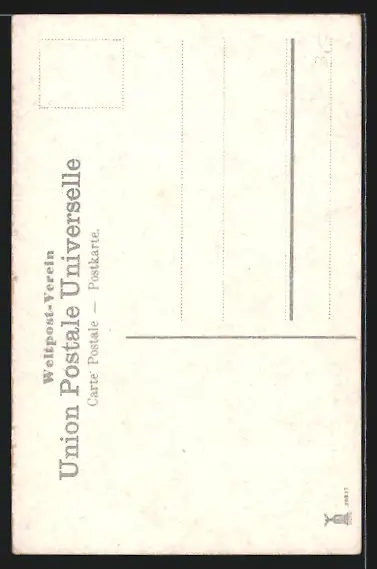 Weltpost-Verein
Union Postale Universelle
Carte Postale — Postkarte.